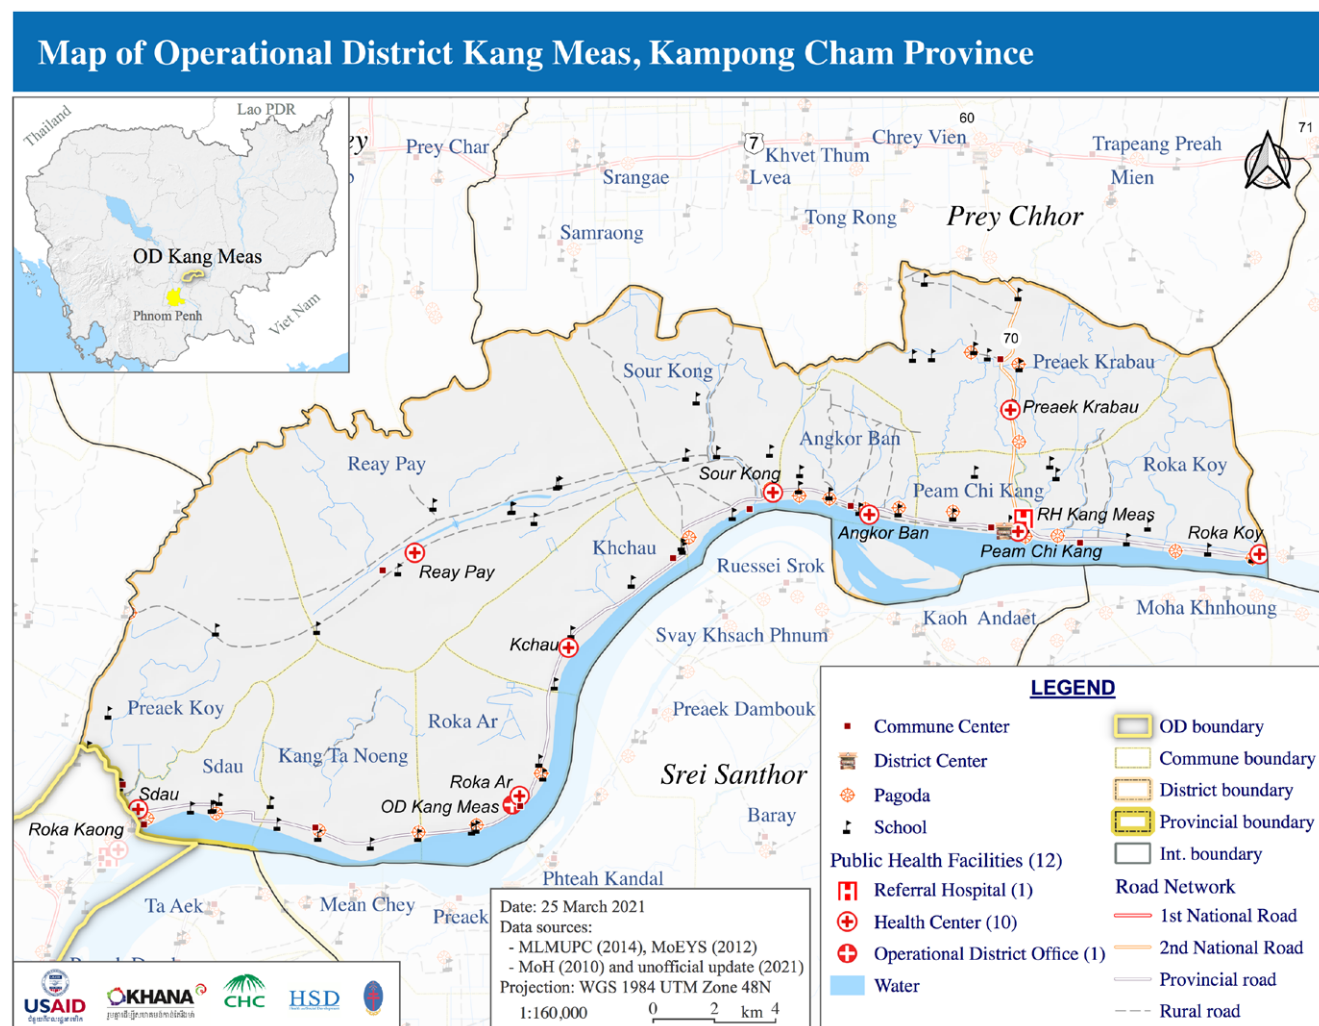 Map of Operational District Kang Meas, Kampong Cham Province
Thailand
Lao PDR
OD Kang Meas
Phnom Penh
Viet Nam
ey
Prey Char
7
Khvet Thum
Lvea
Chrey Vien
60
71
Trapeang Preah
Mien
Srangae
Tong Rong
Prey Chhor
Samraong
70
Preaek Krabau
Sour Kong
Preaek Krabau
Angkor Ban
Reay Pay
Sour Kong
Roka Koy
Peam Chi Kang
RH Kang Meas
Angkor Ban
Roka Koy
Peam Chi Kang
Khchau
Reay Pay
Ruessei Srok
Moha Khnhoung
Kaoh Andaet
Svay Khsach Phnum
Kchau
Preaek Koy
Roka Ar
Preaek Dambouk
Kang Ta Noeng
Sdau
Srei Santhor
Roka Ar
Sdau
OD Kang Meas
Baray
Roka Kaong
Phteah Kandal
Ta Aek
Mean Chey
Preaek
LEGEND
Commune Center
District Center
Pagoda
School
Public Health Facilities (12)
Referral Hospital (1)
Health Center (10)
Operational District Office (1)
Water
OD boundary
Commune boundary
District boundary
Provincial boundary
Int. boundary
Road Network
1st National Road
2nd National Road
Provincial road
Rural road
Date: 25 March 2021
Data sources:
- MLMUPC (2014), MoEYS (2012)
- MoH (2010) and unofficial update (2021)
Projection: WGS 1984 UTM Zone 48N
1:160,000
0 2 km 4
USAID
KHANA
CHC
HSD